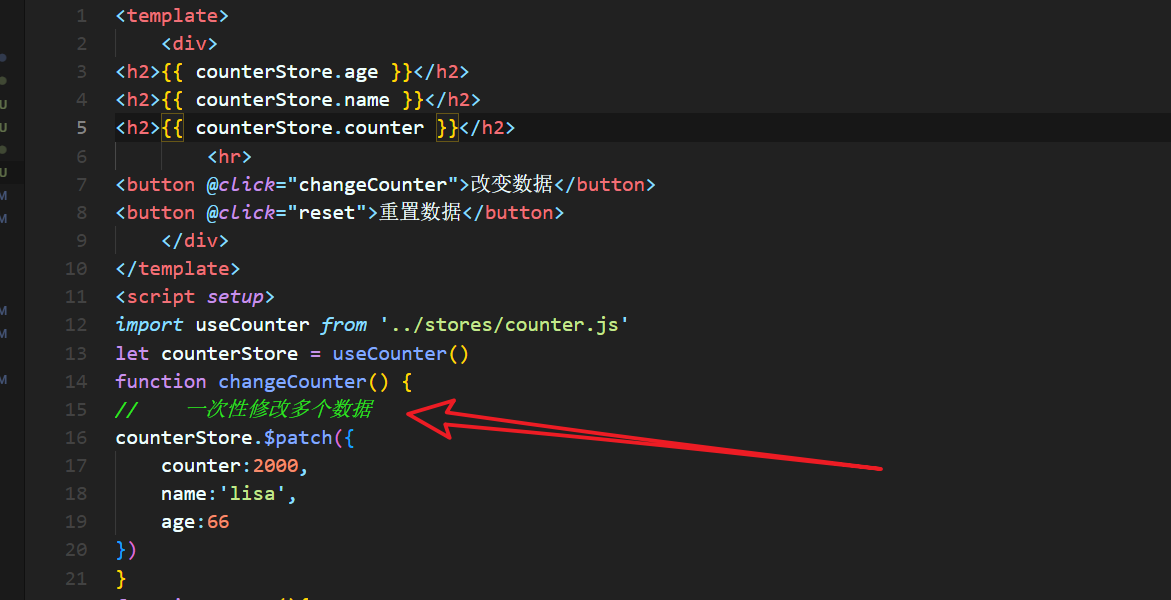 1 <template>
2 <div>
3 <h2>{{ counterStore.age }}</h2>
4 <h2>{{ counterStore.name }}</h2>
5 <h2>{{ counterStore.counter }}</h2>
6 <hr>
7 <button @click="changeCounter">改变数据</button>
8 <button @click="reset">重置数据</button>
9 </div>
10 </template>
11 <script setup>
12 import useCounter from '../stores/counter.js'
13 let counterStore = useCounter()
14 function changeCounter() {
15 // 一次性修改多个数据
16 counterStore.$patch({
17 counter:2000,
18 name:'lisa',
19 age:66
20 })
21 }
U
U
U
M
M
M
M
M